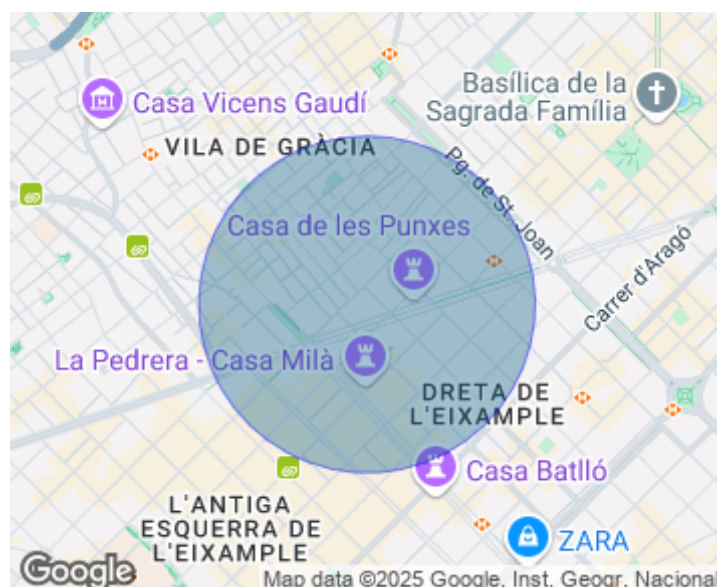 Basílica de la
Sagrada Família
Casa Vicens Gaudí
VILA DE GRÀCIA
Pg. de St. Joan
Casa de les Punxes
Carrer d'Aragó
La Pedrera - Casa Milà
DRETA DE
L'EIXAMPLE
Casa Batlló
L'ANTIGA
ESQUERRA DE
L'EIXAMPLE
ZARA
Google
Map data ©2025 Google, Inst. Geogr. Nacional